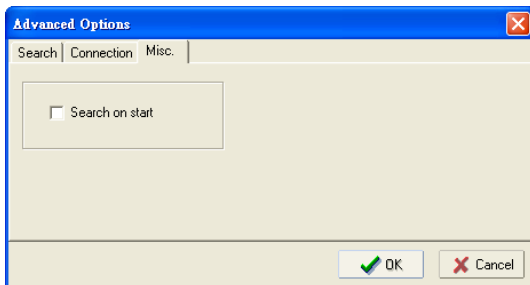 Advanced Options
Search Connection Misc.
Search on start
OK Cancel